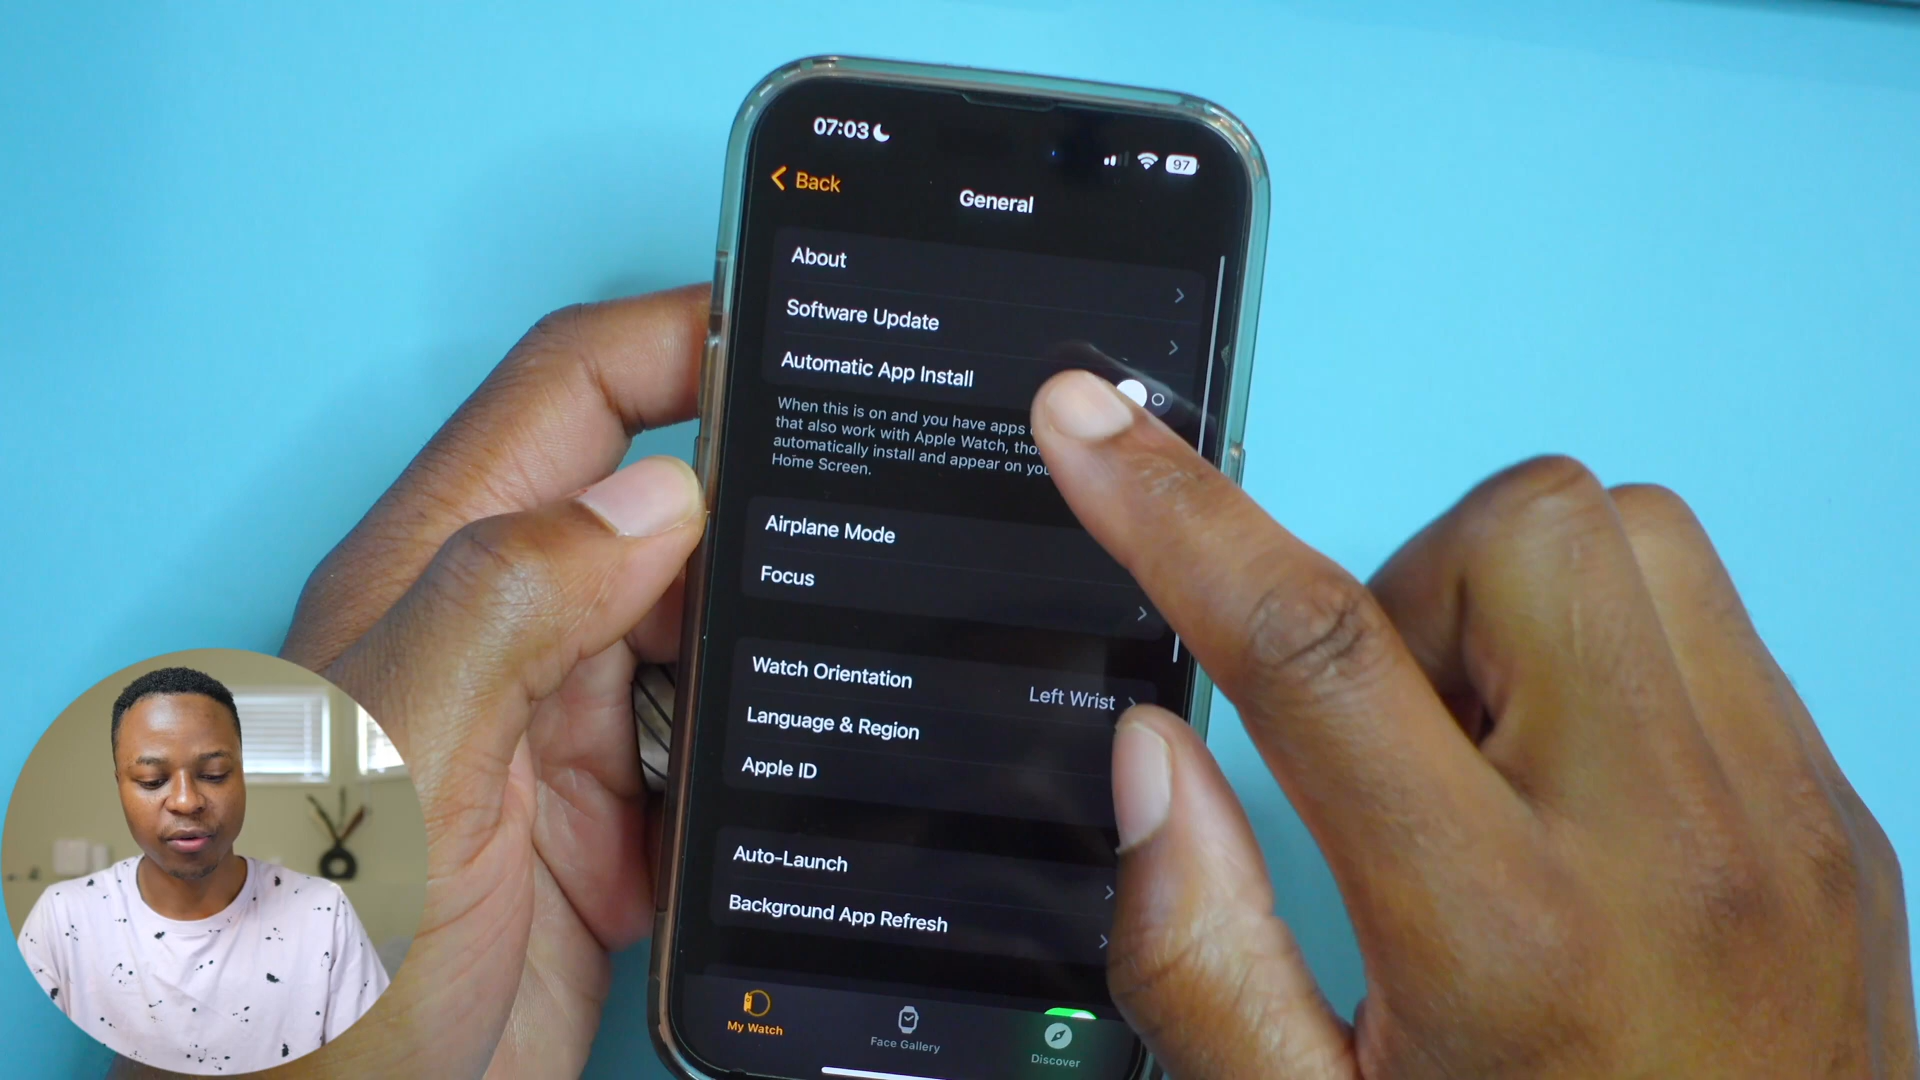 07:03
97
Back
General
About
Software Update
Automatic App Install
When this is on and you have apps
that also work with Apple Watch,
automatically install and appear on
Home Screen.
Airplane Mode
Focus
Watch Orientation
Left Wrist
Language & Region
Apple ID
Auto-Launch
Background App Refresh
My Watch
Face Gallery
Discover